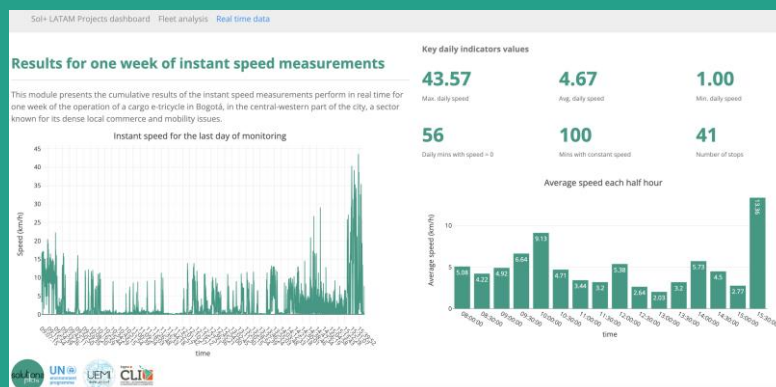 Sol+ LATAM Projects dashboard Fleet analysis Real time data
Results for one week of instant speed measurements
This module presents the cumulative results of the instant speed measurements perform in real time for
one week of the operation of a cargo e-tricycle in Bogotá, in the central-western part of the city, a sector
known for its dense local commerce and mobility issues.
Instant speed for the last day of monitoring
45
40
35
30
25
20
15
10
5
0
Speed (km/h)
time
Key daily indicators values
43.57
4.67
1.00
Max. daily speed
Avg. daily speed
Min. daily speed
56
100
41
Daily mins with speed = 0
Mins with constant speed
Number of stops
Average speed each half hour
Average speed (km/h)
10
5
0
5.08
4.22
4.92
6.64
9.13
4.71
3.44
3.2
5.38
2.64
2.03
3.2
5.73
4.5
2.77
13.36
08:00:00
08:30:00
09:00:00
09:30:00
10:00:00
10:30:00
11:00:00
11:30:00
12:00:00
12:30:00
13:00:00
13:30:00
14:00:00
14:30:00
15:00:00
15:30:00
time
solutions
plus
UN
environment
programme
UEMI
CLI